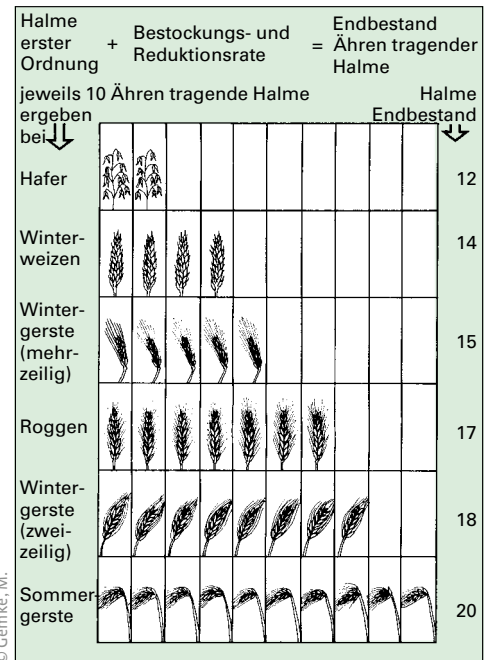 Halme
erster
Ordnung
+
Bestockungs- und
Reduktionsrate
=
Endbestand
Ähren tragender
Halme
jeweils 10 Ähren tragende Halme
ergeben
bei
Halme
Endbestand
Hafer
12
Winter-
weizen
14
Winter-
gerste
(mehr-
zeilig)
15
Roggen
17
Winter-
gerste
(zwei-
zeilig)
18
Sommer-
gerste
20
© Gehlke, M.